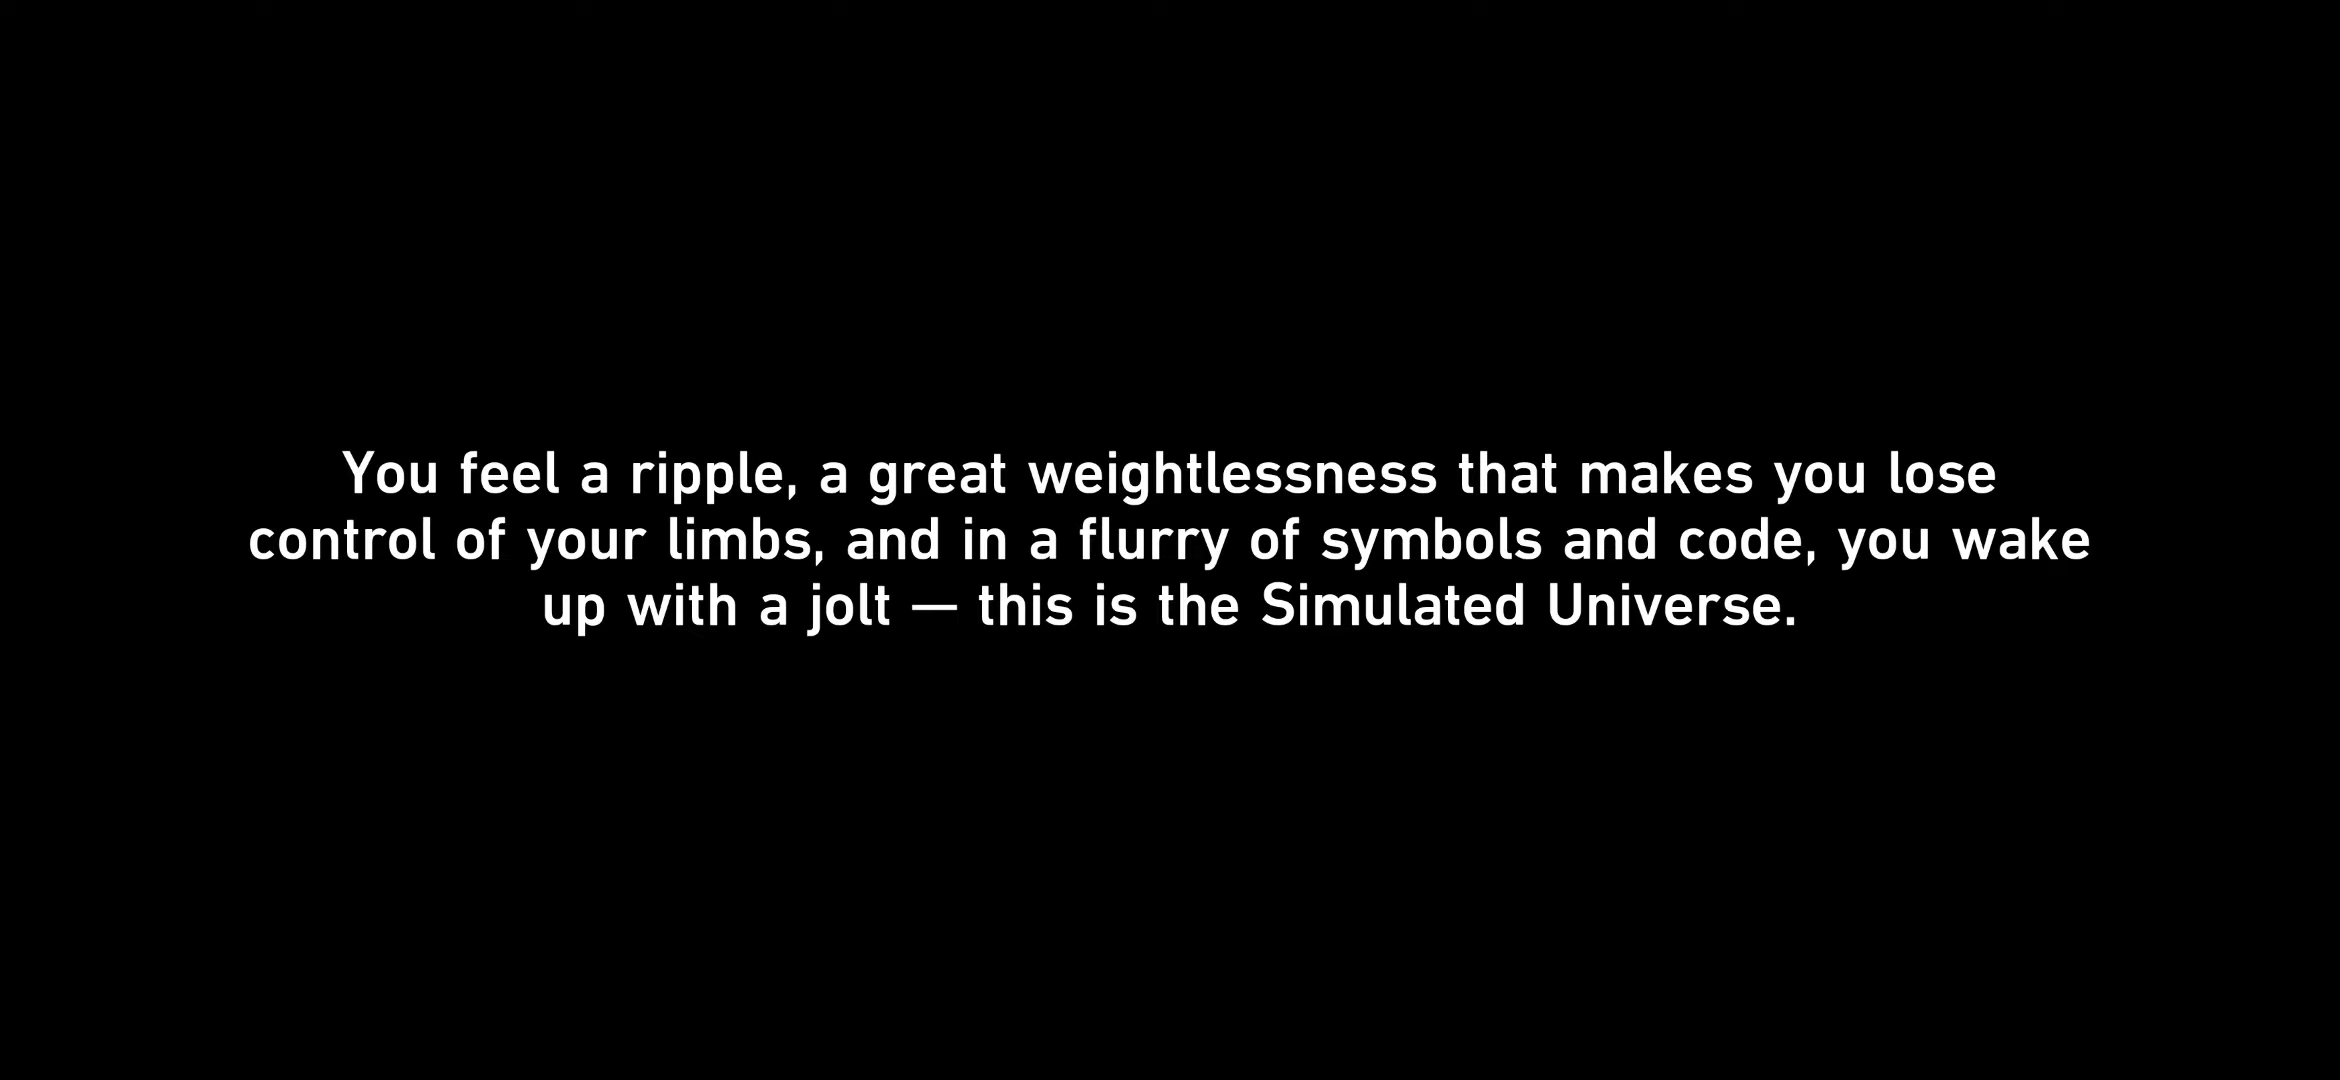 You feel a ripple, a great weightlessness that makes you lose
control of your limbs, and in a flurry of symbols and code, you wake
up with a jolt — this is the Simulated Universe.